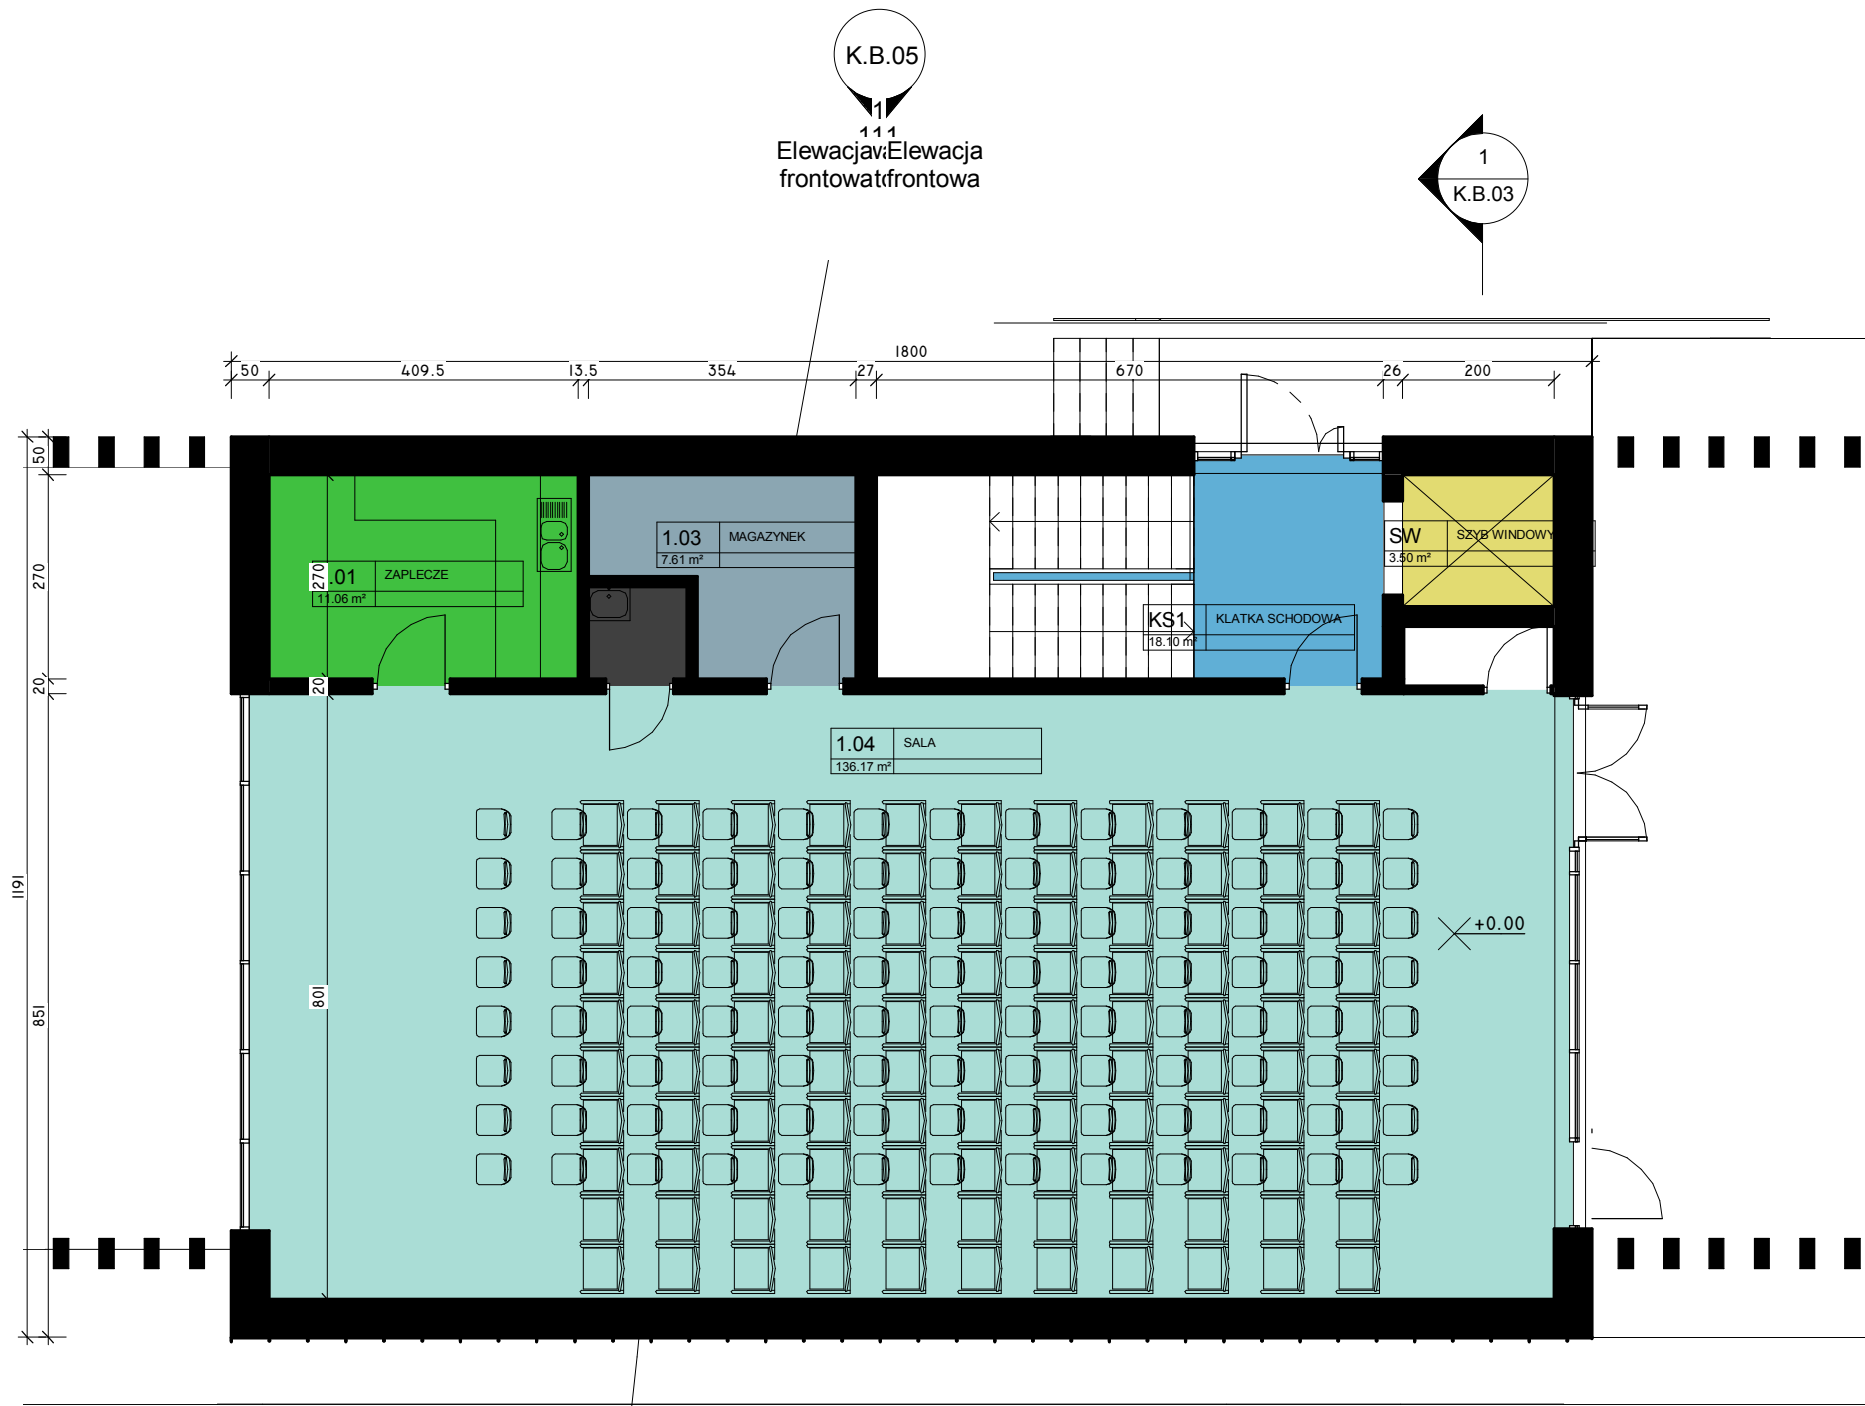 K.B.05
1
111
Elewacja Elewacja
frontowa frontowa
1
K.B.03
1800
50 409.5 13.5 354 27 670 26 200
50
270
20
1191
851
270
20
801
1.03 MAGAZYNEK
7.61 m²
SW SZYB WINDOWY
3.50 m²
.01 ZAPLECZE
11.06 m²
KS1 KLATKA SCHODOWA
18.10 m²
1.04 SALA
136.17 m²
+0.00